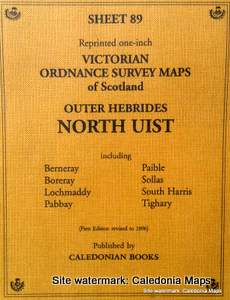 SHEET 89
Reprinted one-inch
VICTORIAN
ORDNANCE SURVEY MAPS
of Scotland
OUTER HEBRIDES
NORTH UIST
including
Berneray
Boreray
Lochmaddy
Pabbay
Paible
Sollas
South Harris
Tighary
(First Edition revised to 1896)
Published by
CALEDONIAN BOOKS
Site watermark: Caledonia Maps
Site watermark: Caledonia Maps